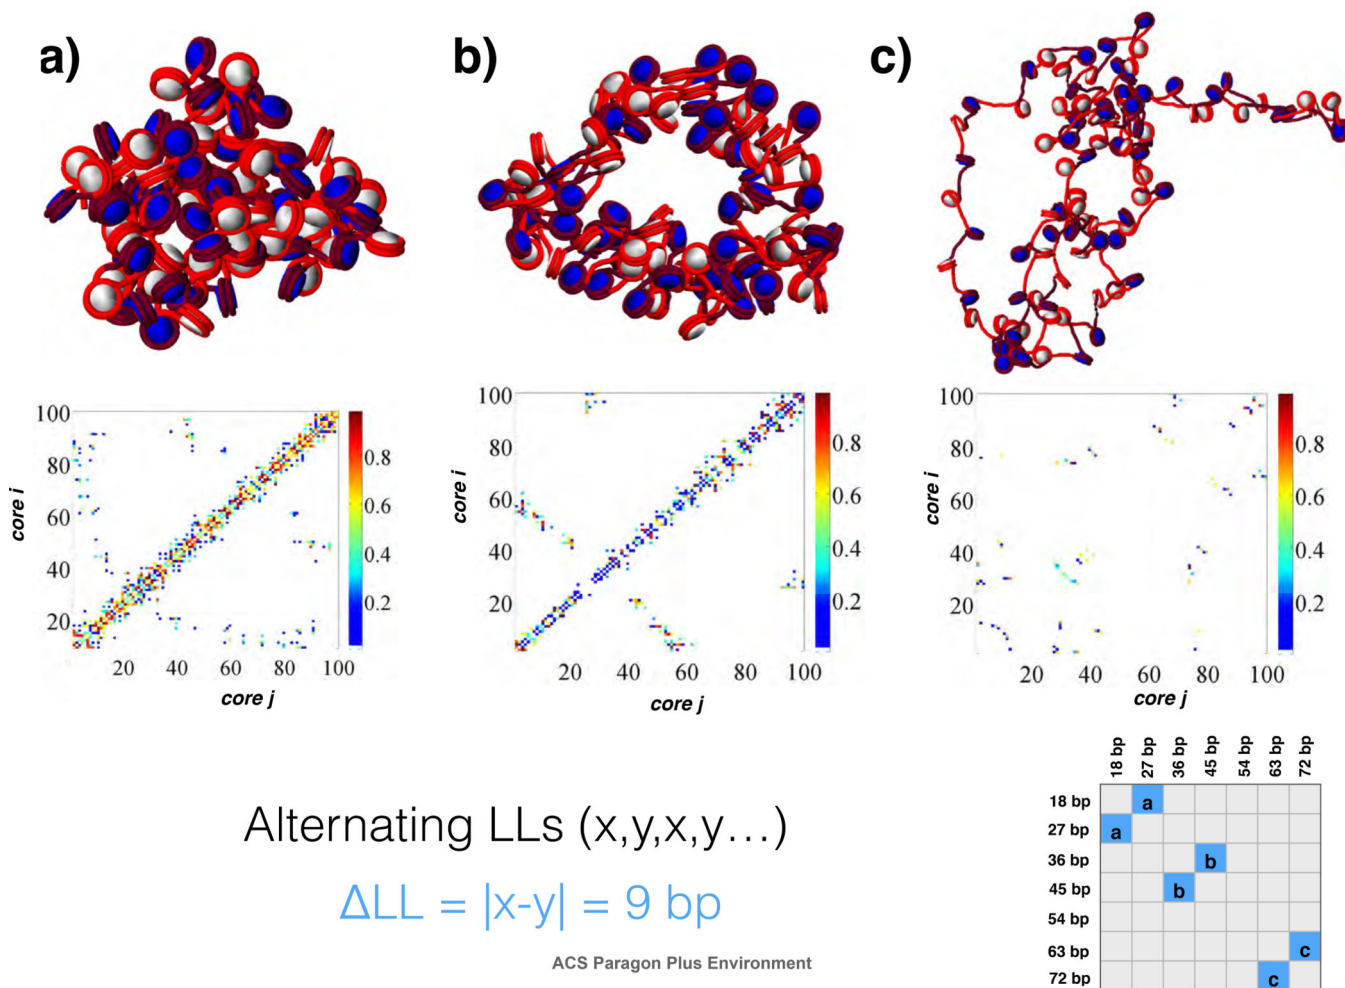 a)
b)
c)
100
80
60
40
20
core i
0.8
0.6
0.4
0.2
20 40 60 80 100
core j
100
80
60
40
20
core i
0.8
0.6
0.4
0.2
20 40 60 80 100
core j
100
80
60
40
20
core i
0.8
0.6
0.4
0.2
20 40 60 80 100
core j
Alternating LLs (x,y,x,y...)
ΔLL = |x-y| = 9 bp
18 bp 27 bp 36 bp 45 bp 54 bp 63 bp 72 bp
18 bp a
27 bp a
36 bp b
45 bp b
54 bp
63 bp c
72 bp c
ACS Paragon Plus Environment